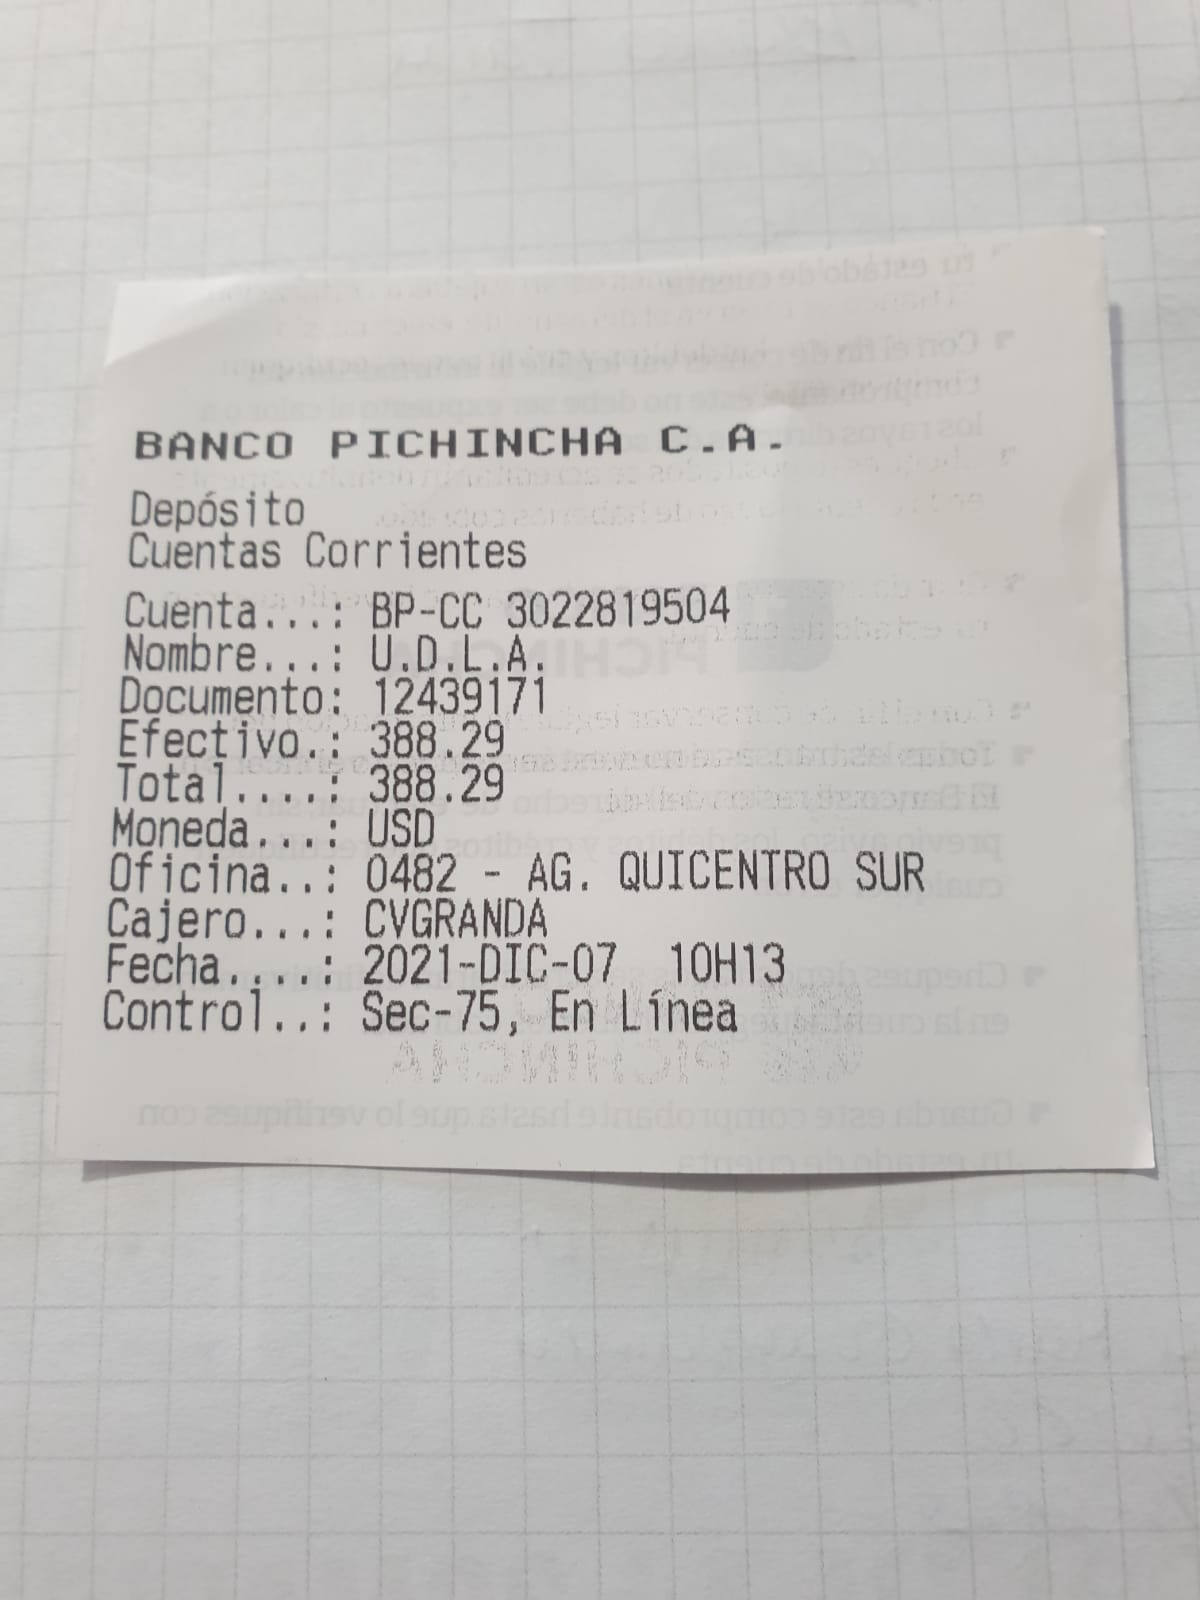 BANCO PICHINCHA C.A.
Depósito
Cuentas Corrientes
Cuenta...: BP-CC 3022819504
Nombre...: U.D.L.A.
Documento: 12439171
Efectivo.: 388.29
Total....: 388.29
Moneda...: USD
Oficina..: 0482 - AG. QUICENTRO SUR
Cajero...: CVGRANDA
Fecha....: 2021-DIC-07 10H13
Control..: Sec-75, En Línea